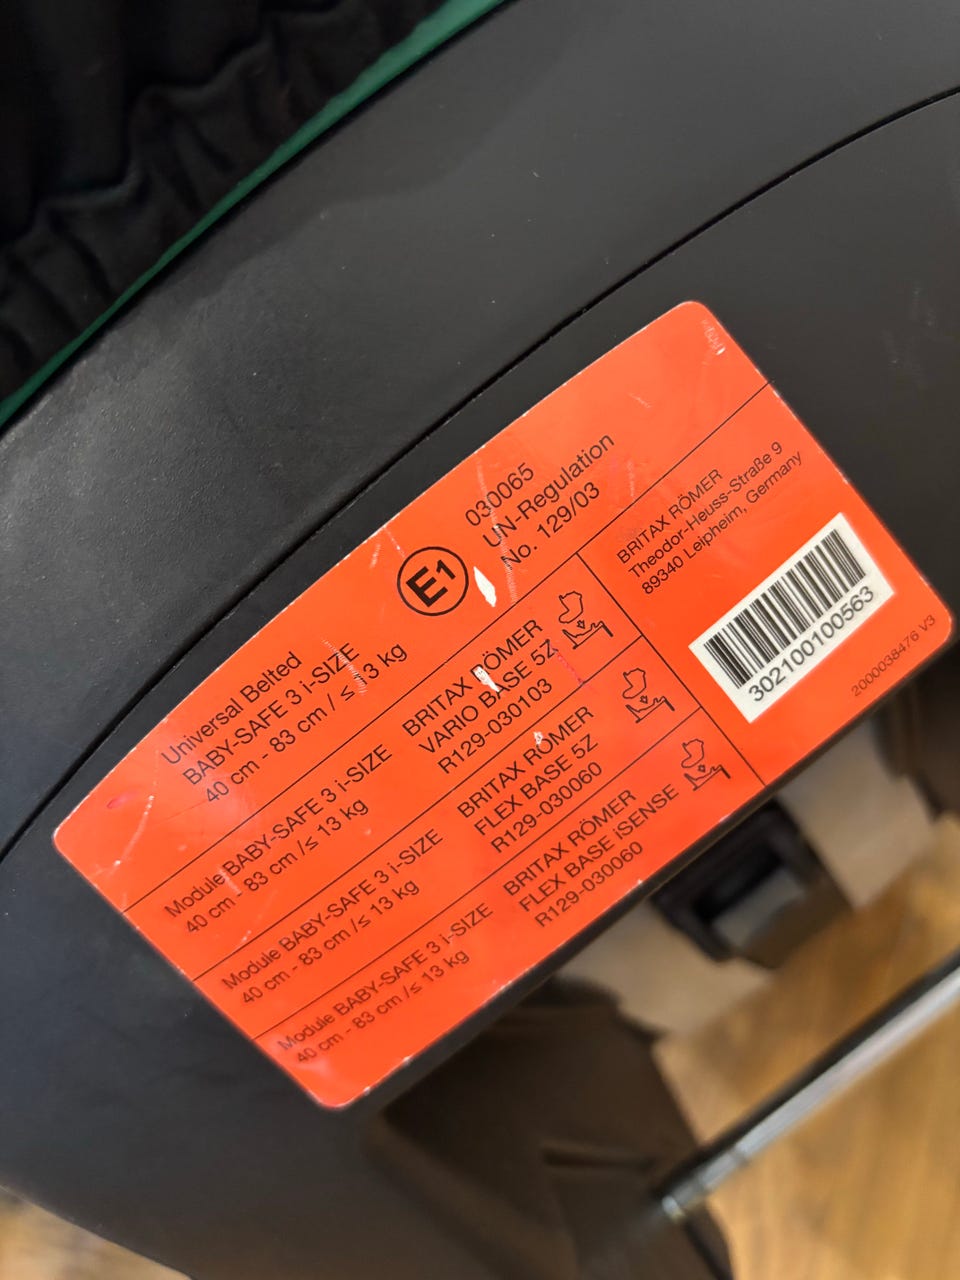 030065
UN-Regulation
No. 129/03
E1
Universal Belted
BABY-SAFE 3 i-SIZE
40 cm - 83 cm / ≤ 13 kg
Module BABY-SAFE 3 i-SIZE
40 cm - 83 cm /≤ 13 kg
BRITAX RÖMER
VARIO BASE 5Z
R129-030103
Module BABY-SAFE 3 i-SIZE
40 cm - 83 cm /≤ 13 kg
BRITAX RÖMER
FLEX BASE 5Z
R129-030060
Module BABY-SAFE 3 i-SIZE
40 cm - 83 cm /≤ 13 kg
BRITAX RÖMER
FLEX BASE iSENSE
R129-030060
BRITAX RÖMER
Theodor-Heuss-Straße 9
89340 Leipheim, Germany
302100100563
2000038476 V3